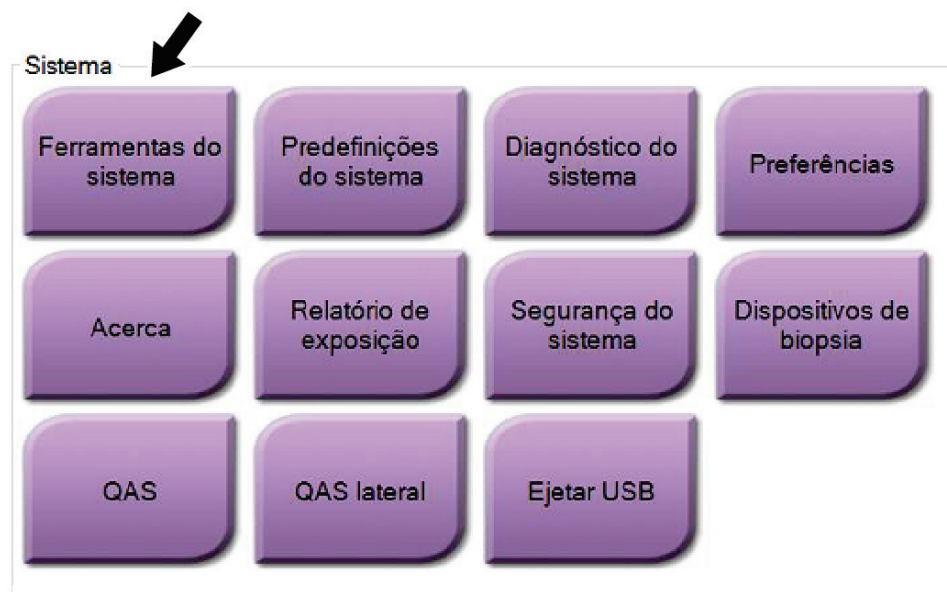 Sistema
Ferramentas do
sistema
Predefinições
do sistema
Diagnóstico do
sistema
Preferências
Acerca
Relatório de
exposição
Segurança do
sistema
Dispositivos de
biopsia
QAS
QAS lateral
Ejetar USB